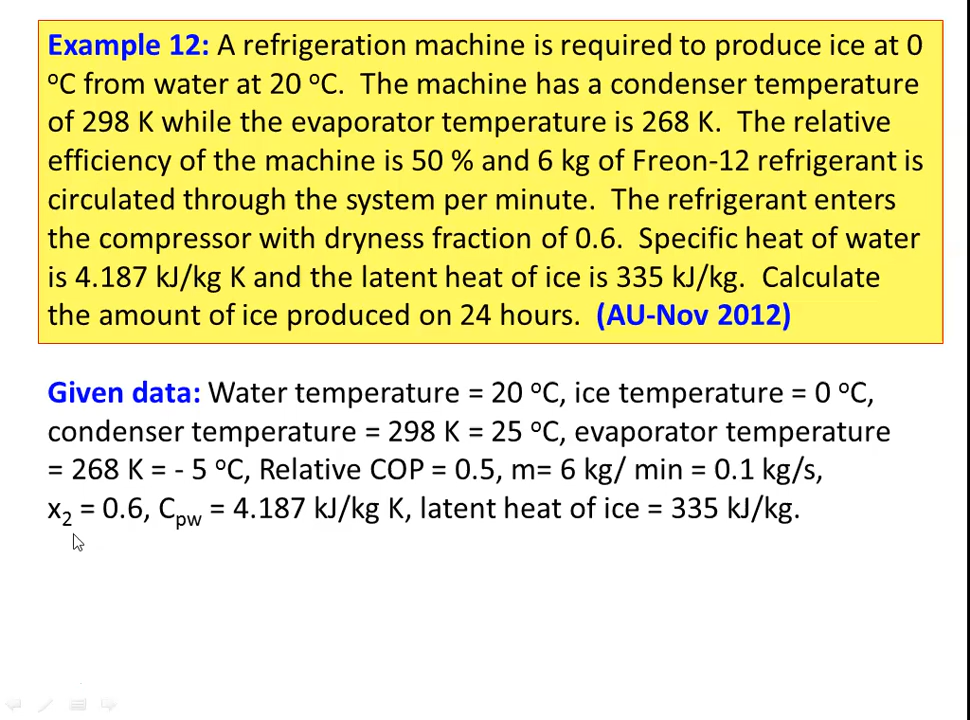 Example 12: A refrigeration machine is required to produce ice at 0
ºC from water at 20 ºC. The machine has a condenser temperature
of 298 K while the evaporator temperature is 268 K. The relative
efficiency of the machine is 50 % and 6 kg of Freon-12 refrigerant is
circulated through the system per minute. The refrigerant enters
the compressor with dryness fraction of 0.6. Specific heat of water
is 4.187 kJ/kg K and the latent heat of ice is 335 kJ/kg. Calculate
the amount of ice produced on 24 hours. (AU-Nov 2012)
Given data: Water temperature = 20 ºC, ice temperature = 0 ºC,
condenser temperature = 298 K = 25 ºC, evaporator temperature
= 268 K = - 5 ºC, Relative COP = 0.5, m= 6 kg/ min = 0.1 kg/s,
x₂ = 0.6, Cpw = 4.187 kJ/kg K, latent heat of ice = 335 kJ/kg.